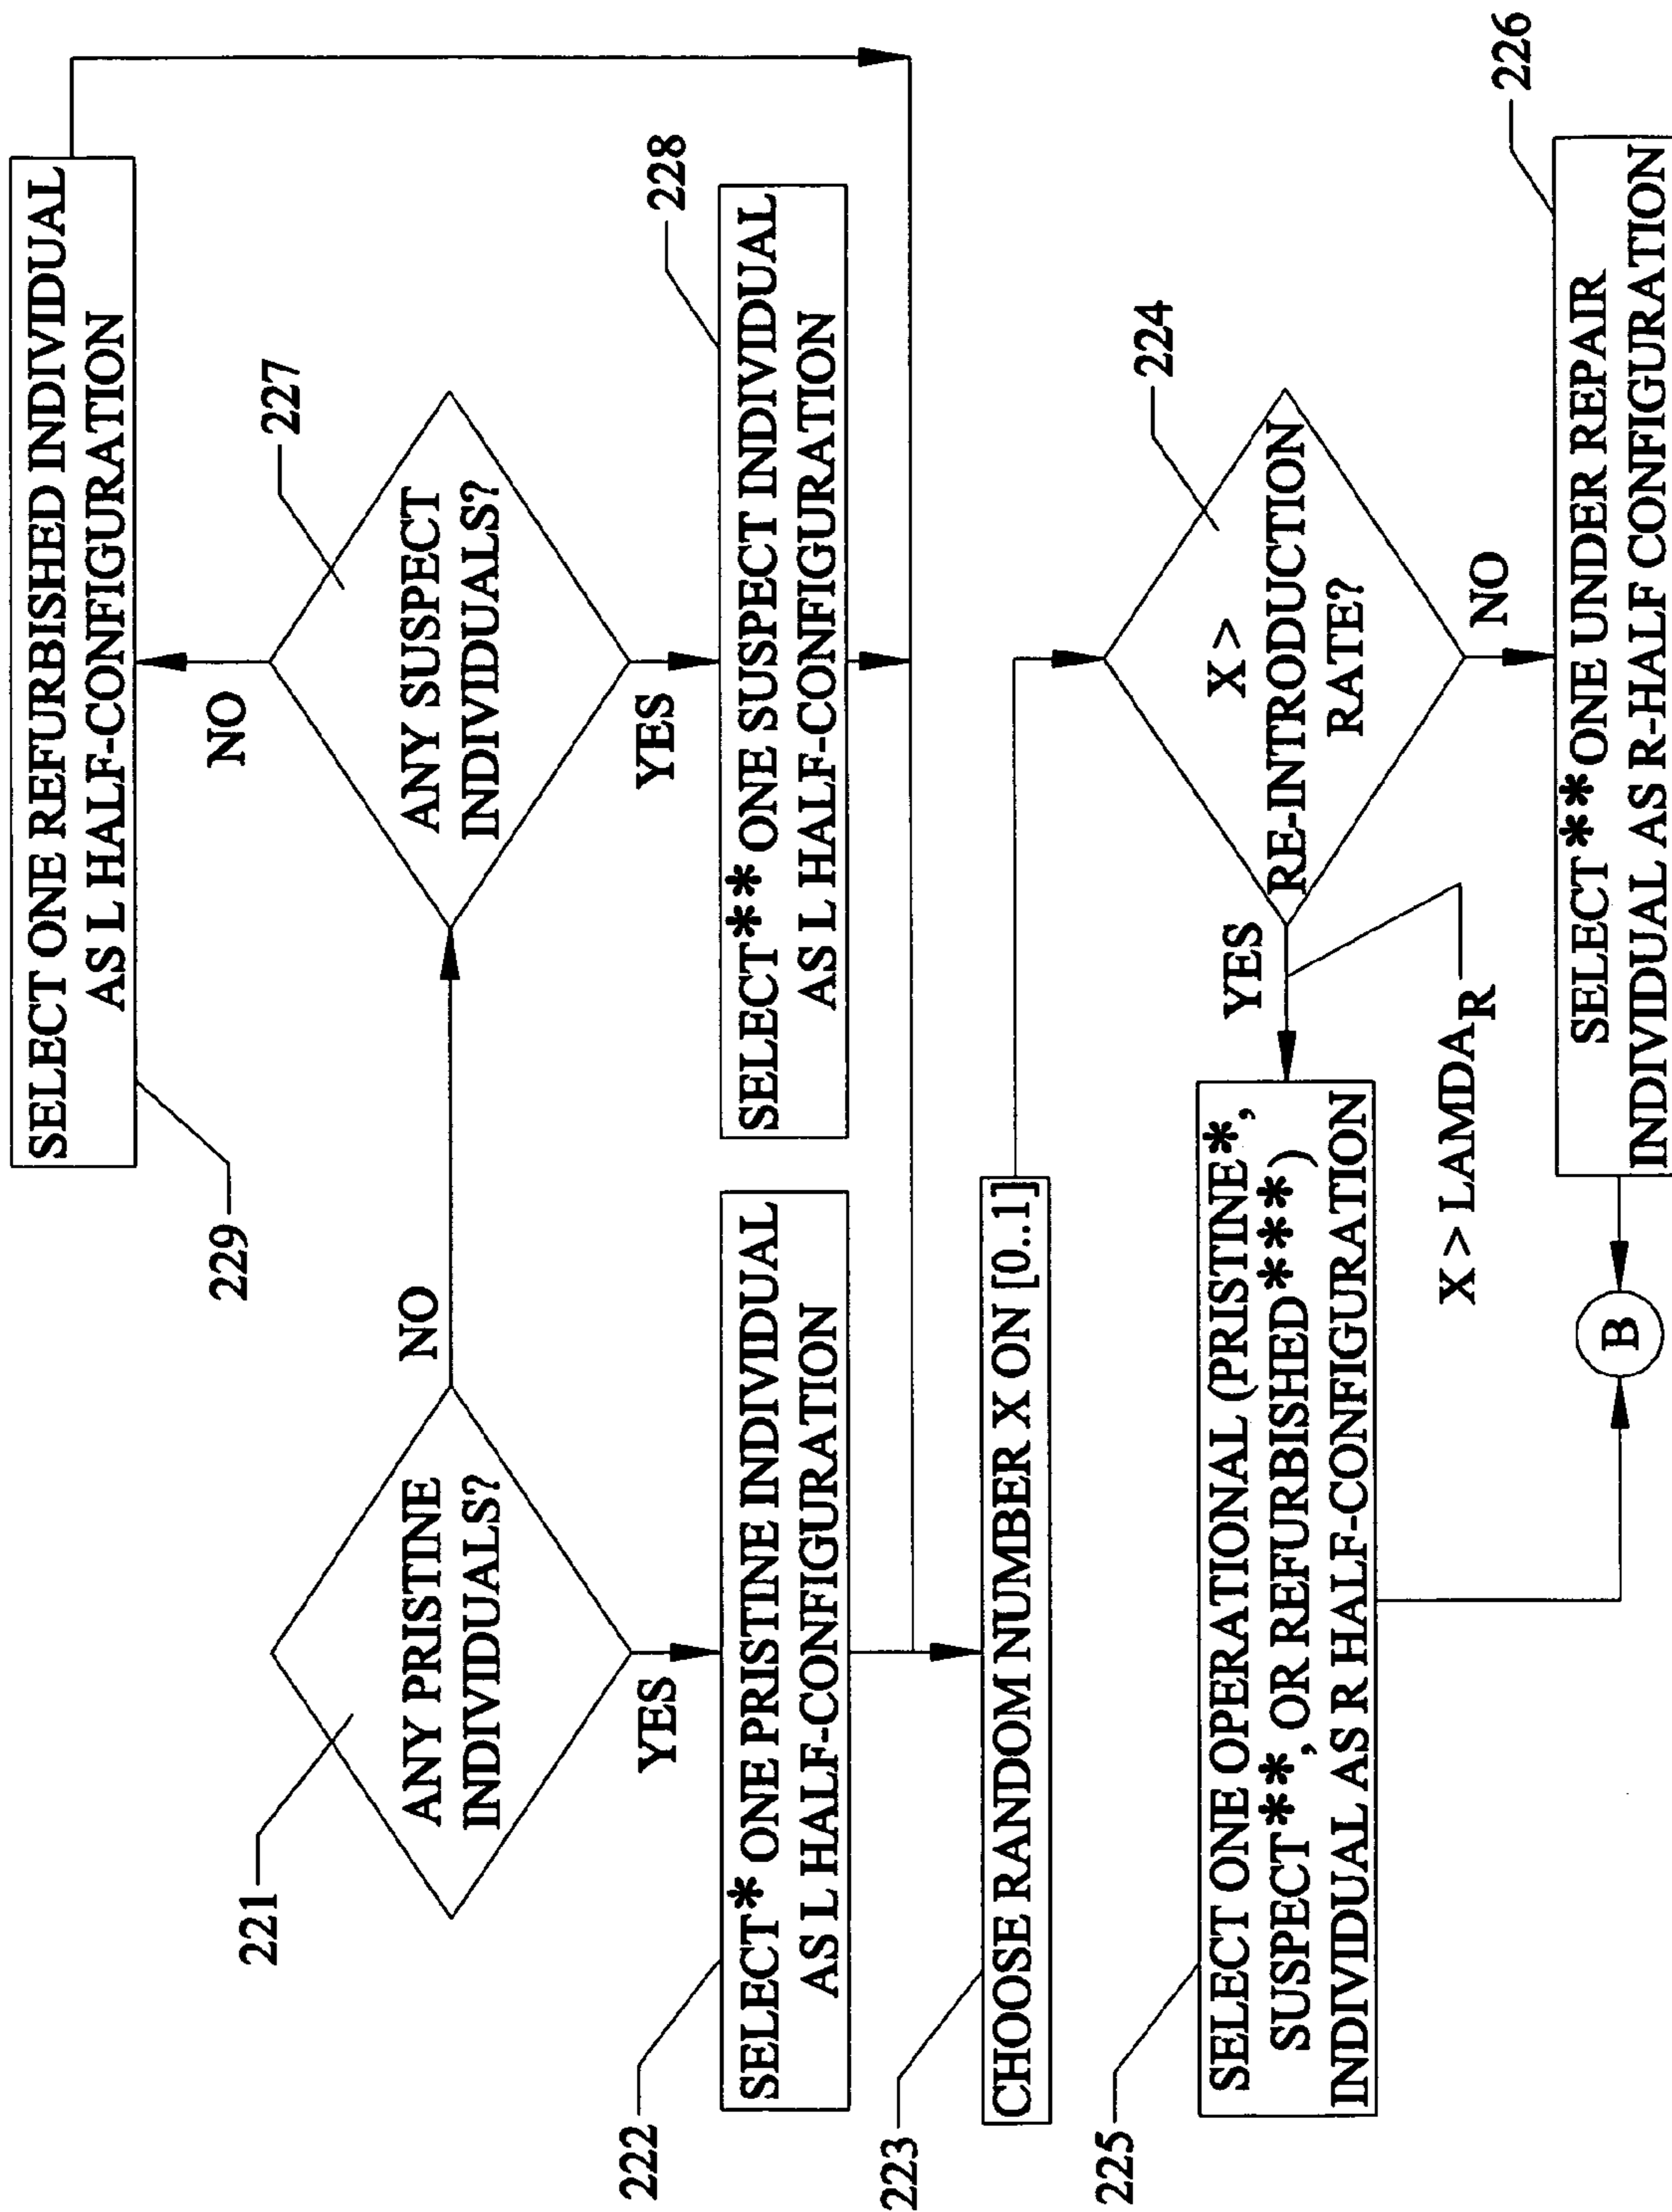 SELECT ONE REFURBISHED INDIVIDUAL
AS L HALF-CONFIGURATION
229
NO
227
221
ANY PRISTINE
INDIVIDUALS?
NO
ANY SUSPECT
INDIVIDUALS?
YES
YES
228
222
SELECT* ONE PRISTINE INDIVIDUAL
AS L HALF-CONFIGURATION
SELECT** ONE SUSPECT INDIVIDUAL
AS L HALF-CONFIGURATION
223
CHOOSE RANDOM NUMBER X ON [0..1]
224
X >
RE-INTRODUCTION
RATE?
YES
NO
225
SELECT ONE OPERATIONAL (PRISTINE*,
SUSPECT**, OR REFURBISHED***)
INDIVIDUAL AS R HALF-CONFIGURATION
X > LAMDAR
226
B
SELECT** ONE UNDER REPAIR
INDIVIDUAL AS R-HALF CONFIGURATION